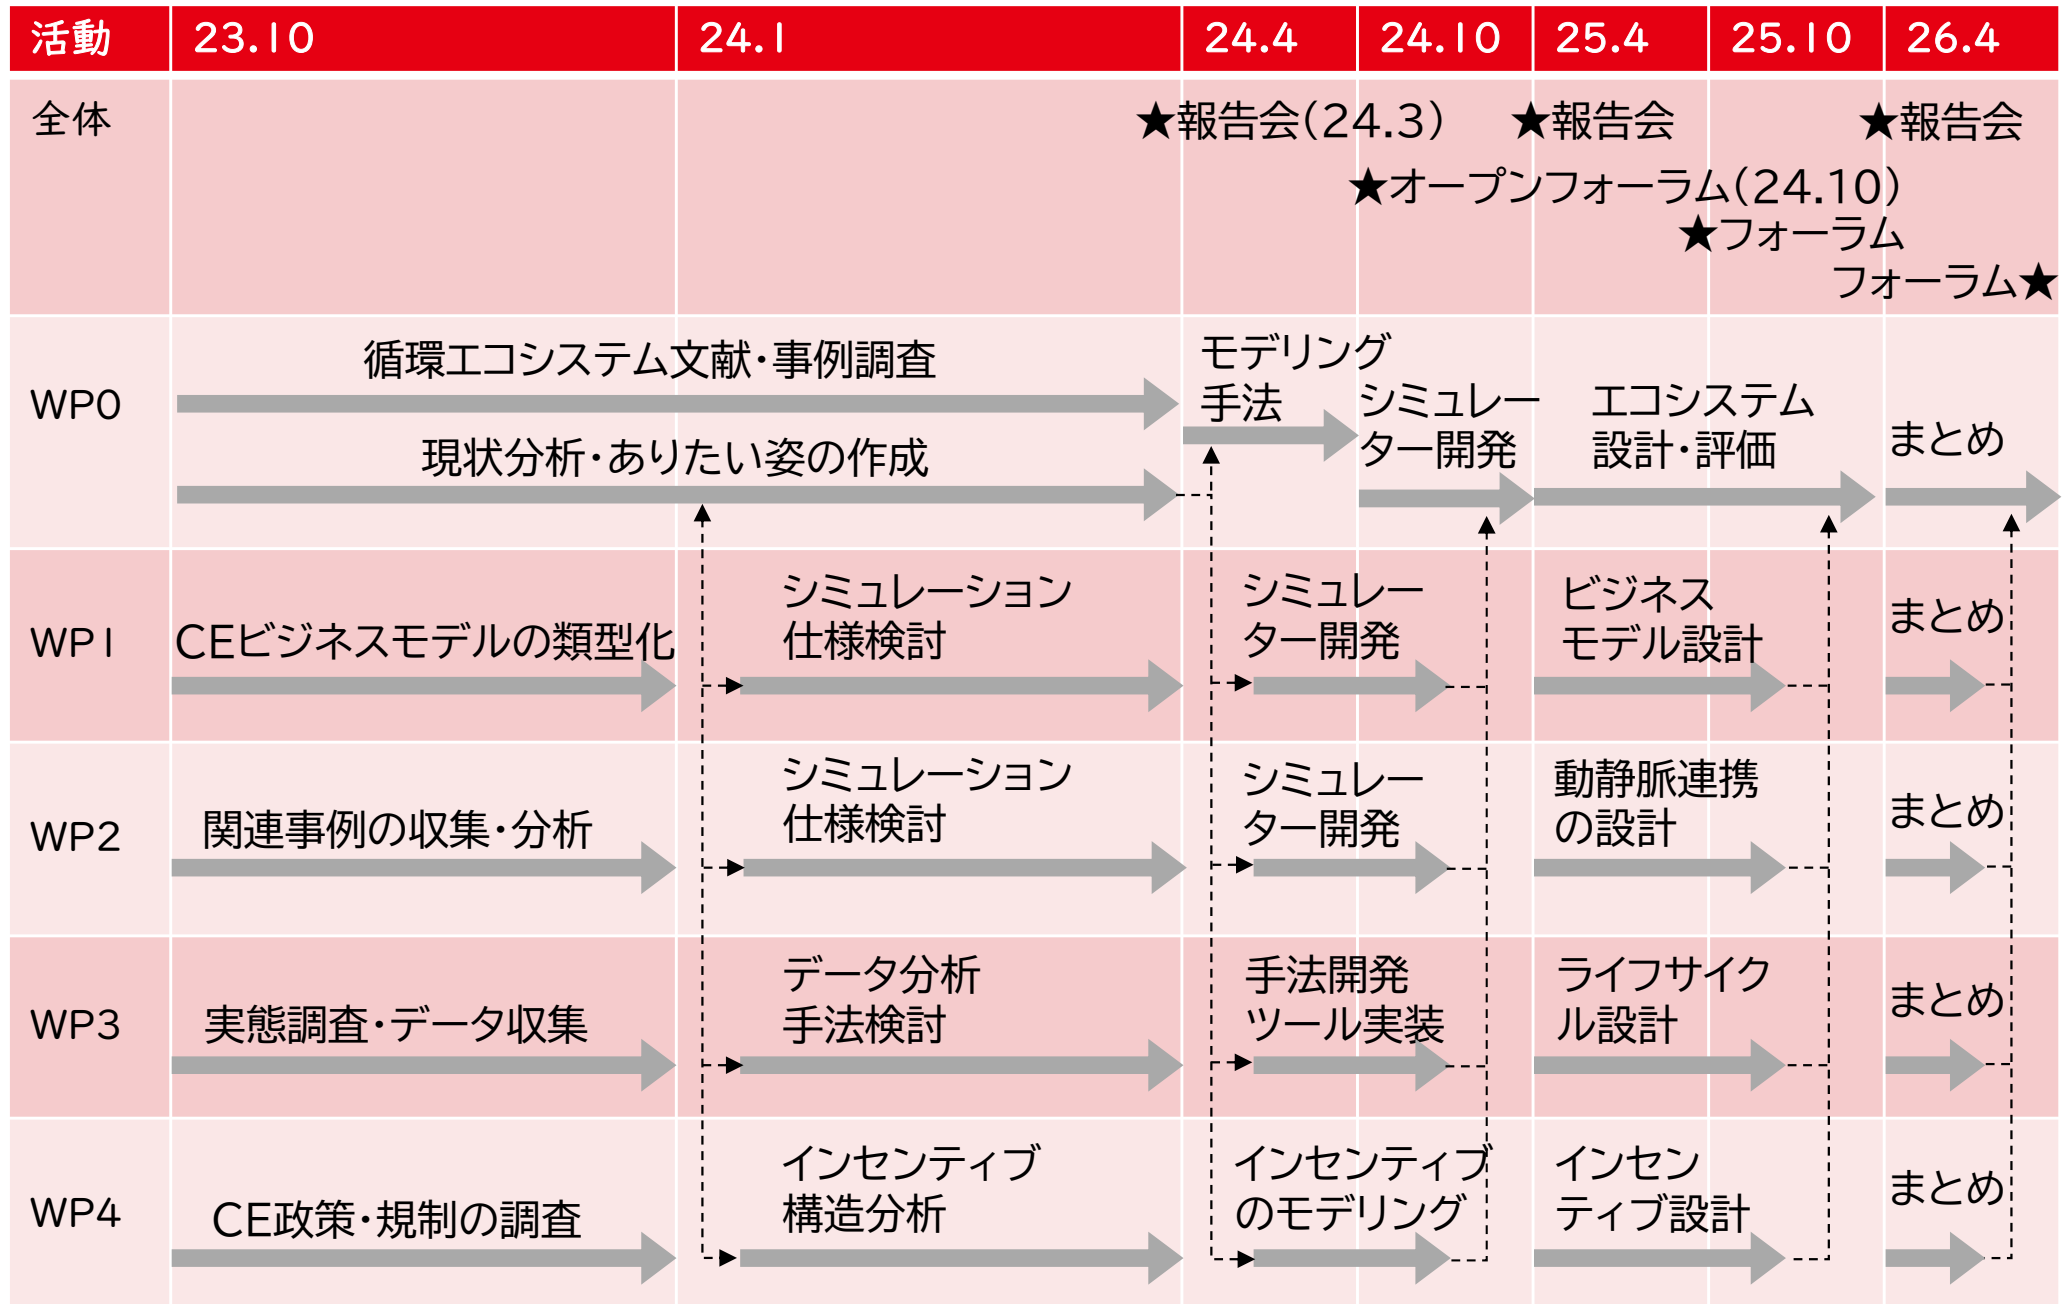 活動 23.10 24.1 24.4 24.10 25.4 25.10 26.4
全体
★報告会(24.3) ★報告会 ★報告会
★オープンフォーラム(24.10)
★フォーラム
フォーラム★
WP0
循環エコシステム文献・事例調査
現状分析・ありたい姿の作成
モデリング
手法
シミュレー
ター開発
エコシステム
設計・評価
まとめ
WP1
CEビジネスモデルの類型化
シミュレーション
仕様検討
シミュレー
ター開発
ビジネス
モデル設計
まとめ
WP2
関連事例の収集・分析
シミュレーション
仕様検討
シミュレー
ター開発
動静脈連携
の設計
まとめ
WP3
実態調査・データ収集
データ分析
手法検討
手法開発
ツール実装
ライフサイク
ル設計
まとめ
WP4
CE政策・規制の調査
インセンティブ
構造分析
インセンティブ
のモデリング
インセン
ティブ設計
まとめ